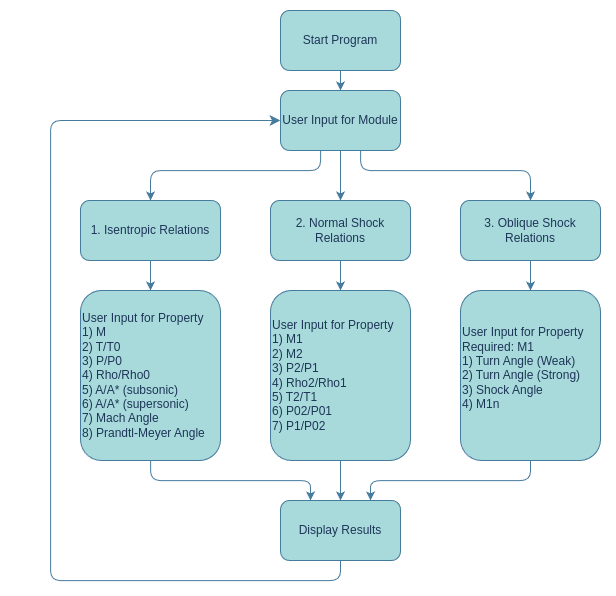 Start Program
User Input for Module
1. Isentropic Relations
2. Normal Shock
Relations
3. Oblique Shock
Relations
User Input for Property
1) M
2) T/T0
3) P/P0
4) Rho/Rho0
5) A/A* (subsonic)
6) A/A* (supersonic)
7) Mach Angle
8) Prandtl-Meyer Angle
User Input for Property
1) M1
2) M2
3) P2/P1
4) Rho2/Rho1
5) T2/T1
6) P02/P01
7) P1/P02
User Input for Property
Required: M1
1) Turn Angle (Weak)
2) Turn Angle (Strong)
3) Shock Angle
4) M1n
Display Results